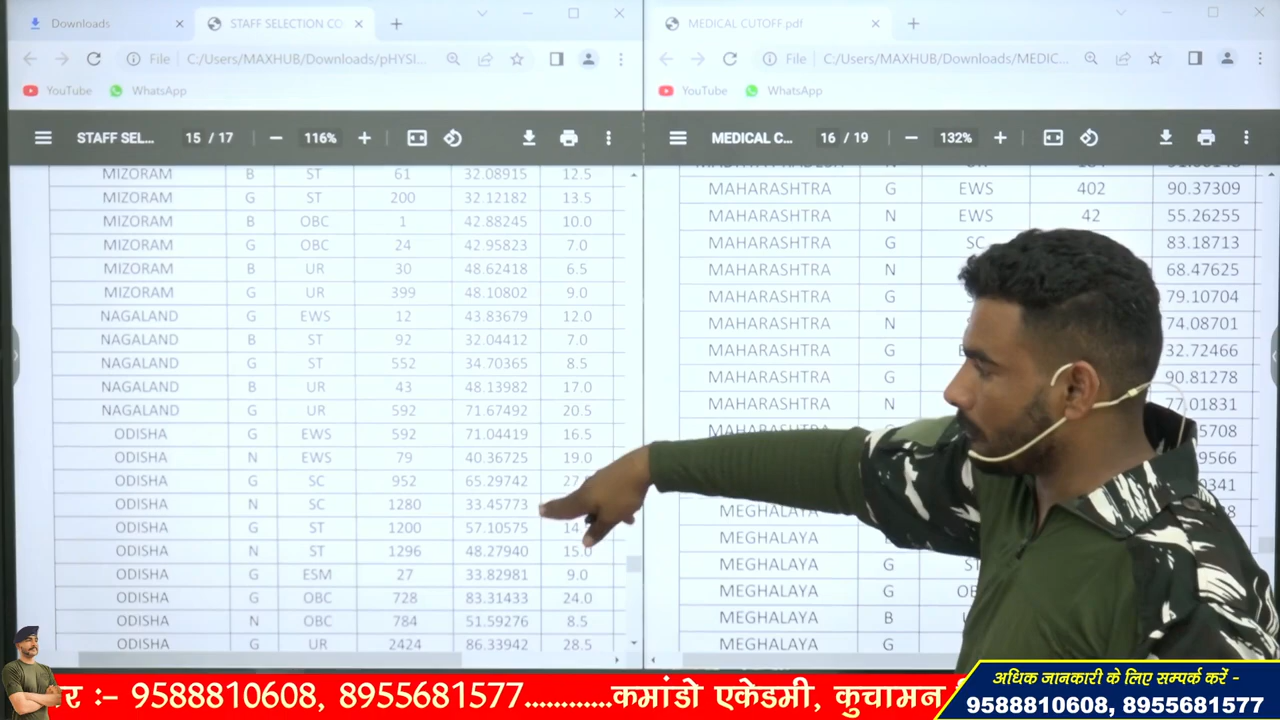 Downloads × STAFF SELECTION CO × +
File C:/Users/MAXHUB/Downloads/pHYSI...
YouTube WhatsApp
STAFF SEL... 15 / 17 − 116% +
MIZORAM B ST 61 32.08915 12.5
MIZORAM G ST 200 32.12182 13.5
MIZORAM B OBC 1 42.88245 10.0
MIZORAM G OBC 24 42.95823 7.0
MIZORAM B UR 30 48.62418 6.5
MIZORAM G UR 399 48.10802 9.0
NAGALAND G EWS 12 43.83679 12.0
NAGALAND B ST 92 32.04412 7.0
NAGALAND G ST 552 34.70365 8.5
NAGALAND B UR 43 48.13982 17.0
NAGALAND G UR 592 71.67492 20.5
ODISHA G EWS 592 71.04419 16.5
ODISHA N EWS 79 40.36725 19.0
ODISHA G SC 952 65.29742
ODISHA N SC 1280 33.45773
ODISHA G ST 1200 57.10575 14
ODISHA N ST 1296 48.27940 15.0
ODISHA G ESM 27 33.82981 9.0
ODISHA G OBC 728 83.31433 24.0
ODISHA N OBC 784 51.59276 8.5
ODISHA G UR 2424 86.33942 28.5
MEDICAL CUTOFF.pdf × +
File C:/Users/MAXHUB/Downloads/MEDIC...
YouTube WhatsApp
MEDICAL C... 16 / 19 − 132% +
MAHARASHTRA G EWS 402 90.37309
MAHARASHTRA N EWS 42 55.26255
MAHARASHTRA G SC 83.18713
MAHARASHTRA N 68.47625
MAHARASHTRA G 79.10704
MAHARASHTRA N 74.08701
MAHARASHTRA G 32.72466
MAHARASHTRA G 90.81278
MAHARASHTRA N 77.01831
5708
9566
MEGHALAYA
MEGHALAYA
MEGHALAYA G ST
MEGHALAYA G
MEGHALAYA B
MEGHALAYA G
:- 9588810608, 8955681577............कमांडो एकेडमी, कुचामन
अधिक जानकारी के लिए सम्पर्क करें -
9588810608, 8955681577